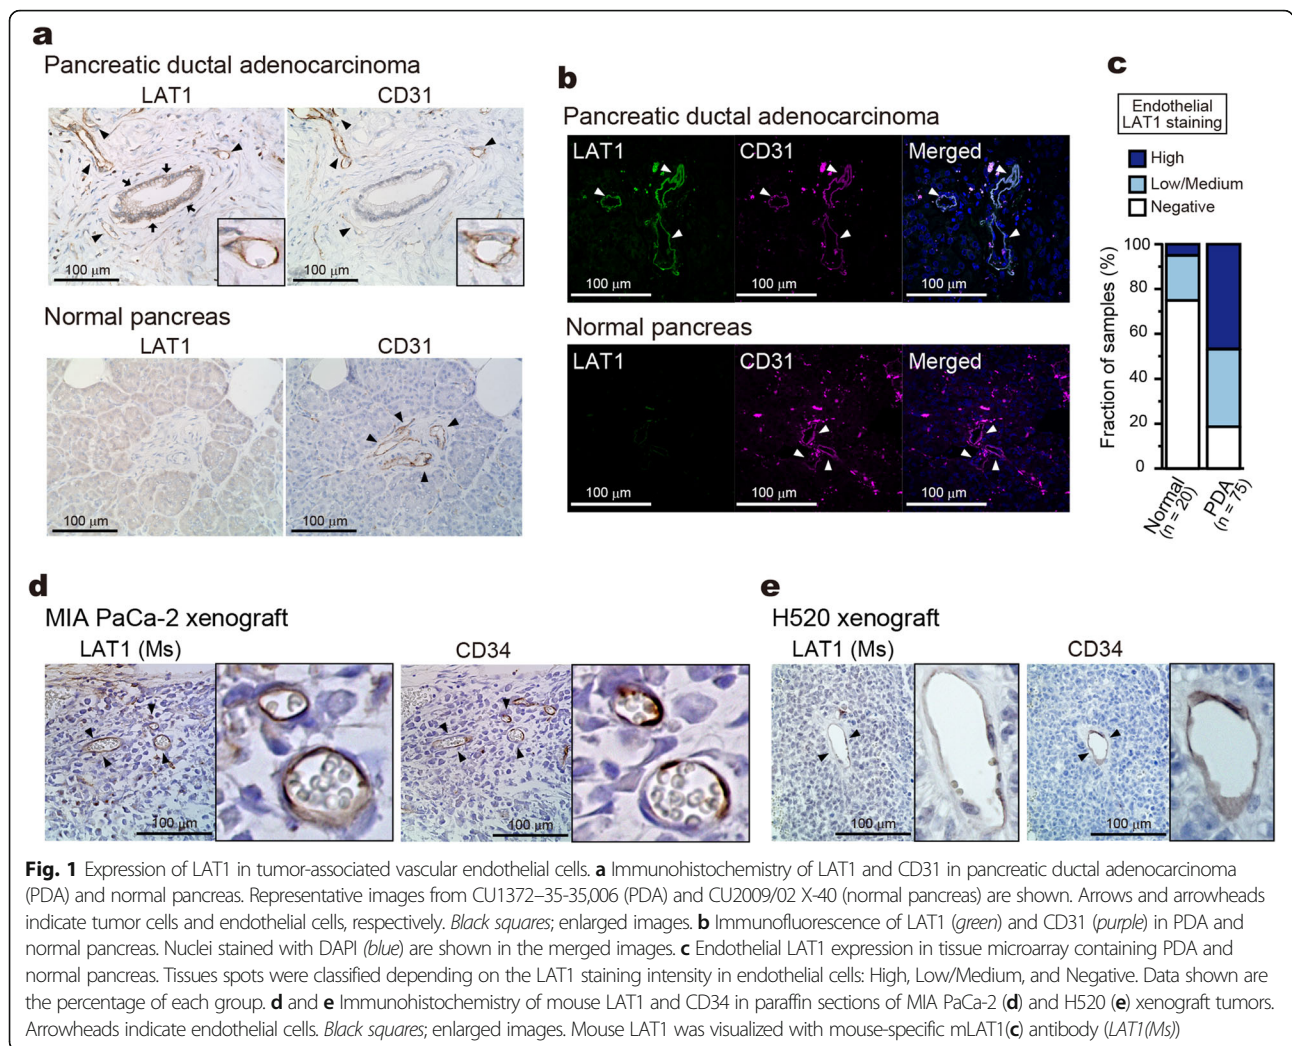 a
Pancreatic ductal adenocarcinoma
LAT1
CD31
100 μm
100 μm
Normal pancreas
LAT1
CD31
100 μm
100 μm
b
Pancreatic ductal adenocarcinoma
LAT1
CD31
Merged
100 μm
100 μm
100 μm
Normal pancreas
LAT1
CD31
Merged
100 μm
100 μm
100 μm
c
Endothelial
LAT1 staining
High
Low/Medium
Negative
Fraction of samples (%)
100
80
60
40
20
0
Normal
(n = 20)
PDA
(n = 75)
d
MIA PaCa-2 xenograft
LAT1 (Ms)
CD34
100 μm
100 μm
e
H520 xenograft
LAT1 (Ms)
CD34
100 μm
100 μm
Fig. 1 Expression of LAT1 in tumor-associated vascular endothelial cells. a Immunohistochemistry of LAT1 and CD31 in pancreatic ductal adenocarcinoma
(PDA) and normal pancreas. Representative images from CU1372–35-35,006 (PDA) and CU2009/02 X-40 (normal pancreas) are shown. Arrows and arrowheads
indicate tumor cells and endothelial cells, respectively. Black squares; enlarged images. b Immunofluorescence of LAT1 (green) and CD31 (purple) in PDA and
normal pancreas. Nuclei stained with DAPI (blue) are shown in the merged images. c Endothelial LAT1 expression in tissue microarray containing PDA and
normal pancreas. Tissues spots were classified depending on the LAT1 staining intensity in endothelial cells: High, Low/Medium, and Negative. Data shown are
the percentage of each group. d and e Immunohistochemistry of mouse LAT1 and CD34 in paraffin sections of MIA PaCa-2 (d) and H520 (e) xenograft tumors.
Arrowheads indicate endothelial cells. Black squares; enlarged images. Mouse LAT1 was visualized with mouse-specific mLAT1(c) antibody (LAT1(Ms))